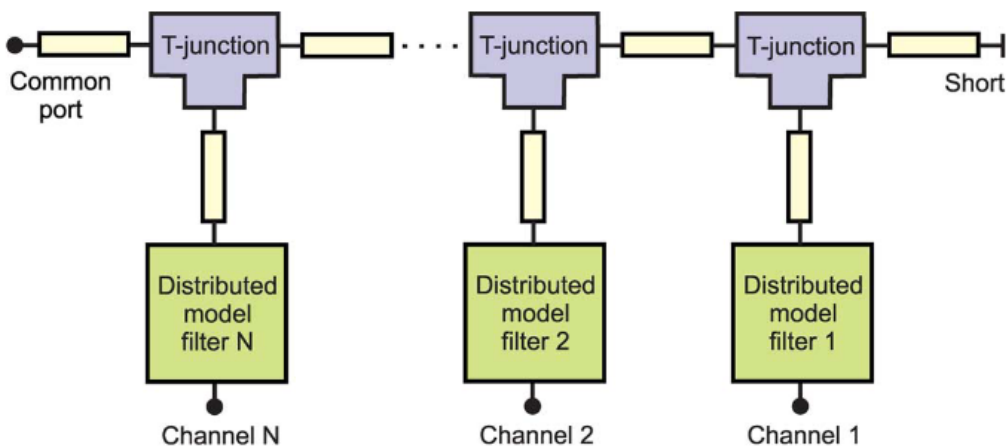 T-junction
T-junction
T-junction
Common
port
Short
Distributed
model
filter N
Distributed
model
filter 2
Distributed
model
filter 1
Channel N
Channel 2
Channel 1